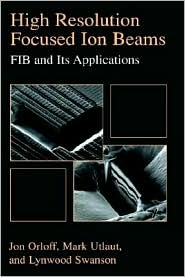 High Resolution
Focused Ion Beams
FIB and Its Applications
Jon Orloff, Mark Utlaut,
and Lynwood Swanson